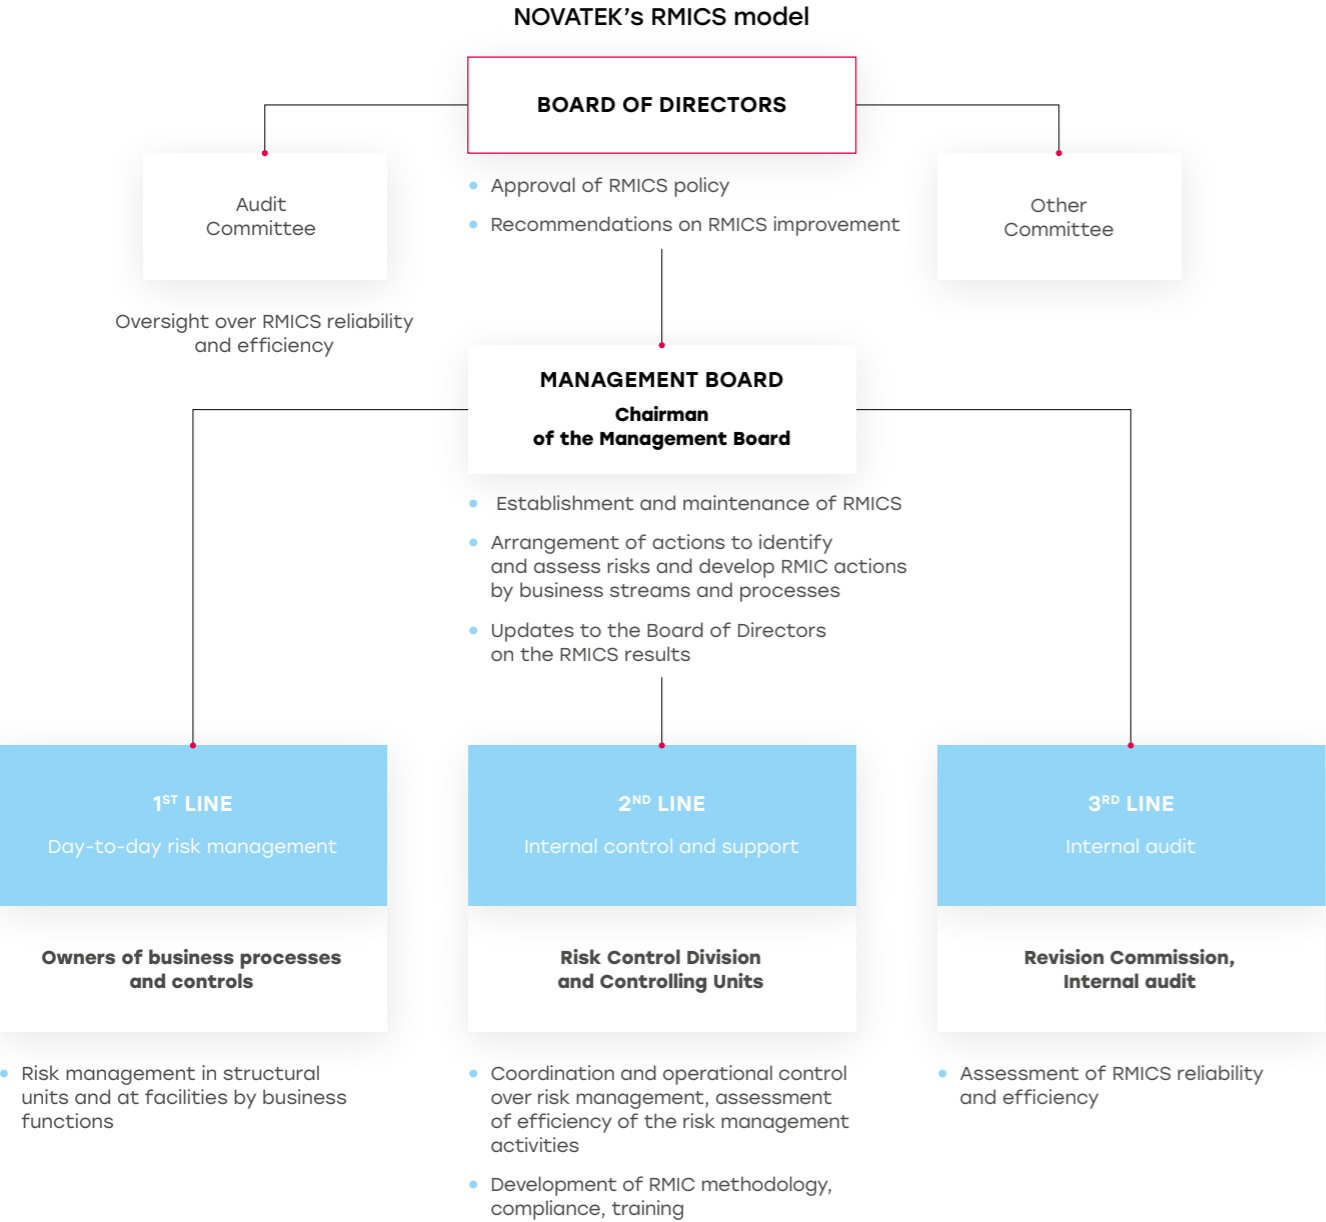 NOVATEK’s RMICS model
BOARD OF DIRECTORS
Audit
Committee
Oversight over RMICS reliability
and efficiency
• Approval of RMICS policy
• Recommendations on RMICS improvement
Other
Committee
MANAGEMENT BOARD
Chairman
of the Management Board
• Establishment and maintenance of RMICS
• Arrangement of actions to identify
and assess risks and develop RMIC actions
by business streams and processes
• Updates to the Board of Directors
on the RMICS results
1ST LINE
Day-to-day risk management
Owners of business processes
and controls
• Risk management in structural
units and at facilities by business
functions
2ND LINE
Internal control and support
Risk Control Division
and Controlling Units
• Coordination and operational control
over risk management, assessment
of efficiency of the risk management
activities
• Development of RMIC methodology,
compliance, training
3RD LINE
Internal audit
Revision Commission,
Internal audit
• Assessment of RMICS reliability
and efficiency